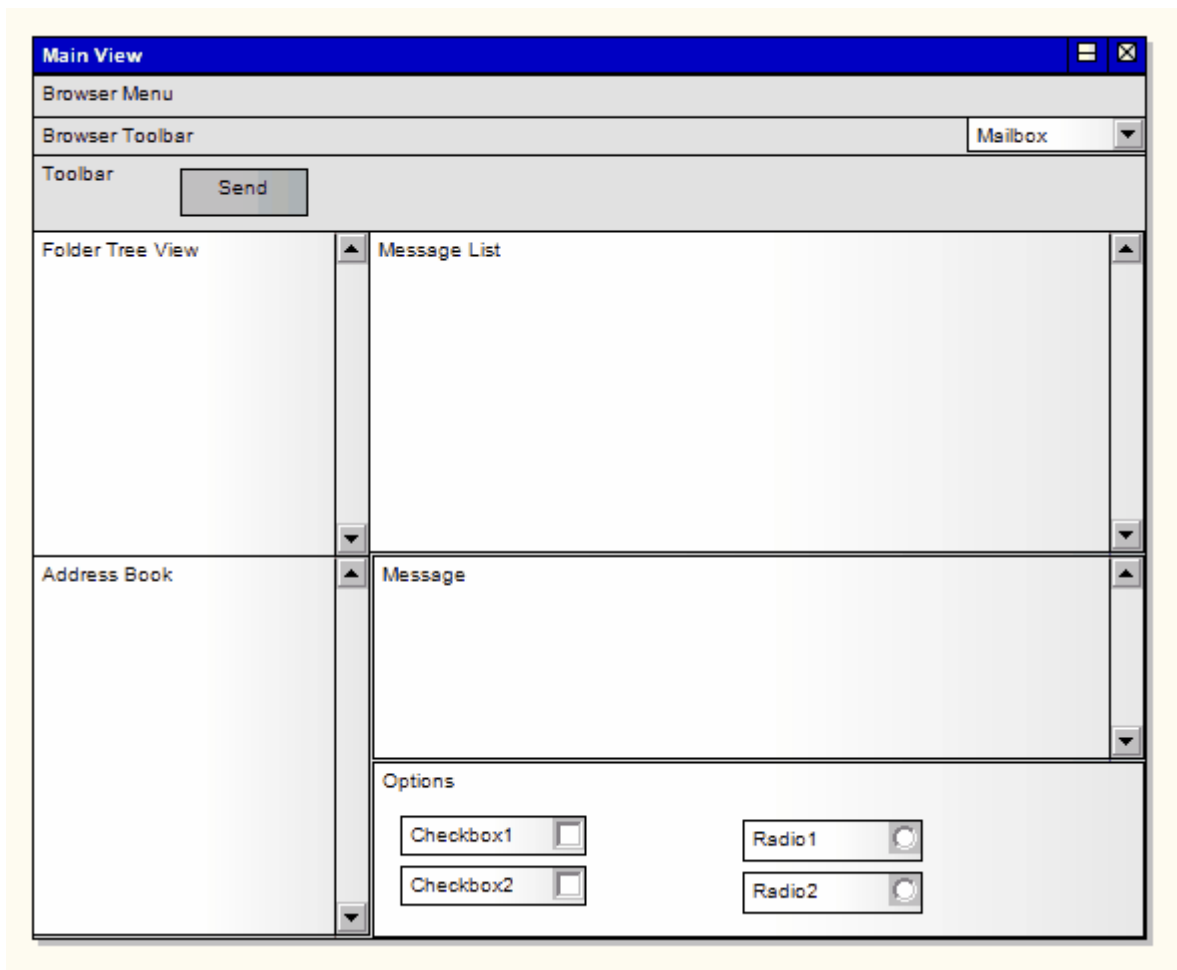 Main View
Browser Menu
Browser Toolbar
Mailbox
Toolbar
Send
Folder Tree View
Message List
Address Book
Message
Options
Checkbox1
Radio1
Checkbox2
Radio2